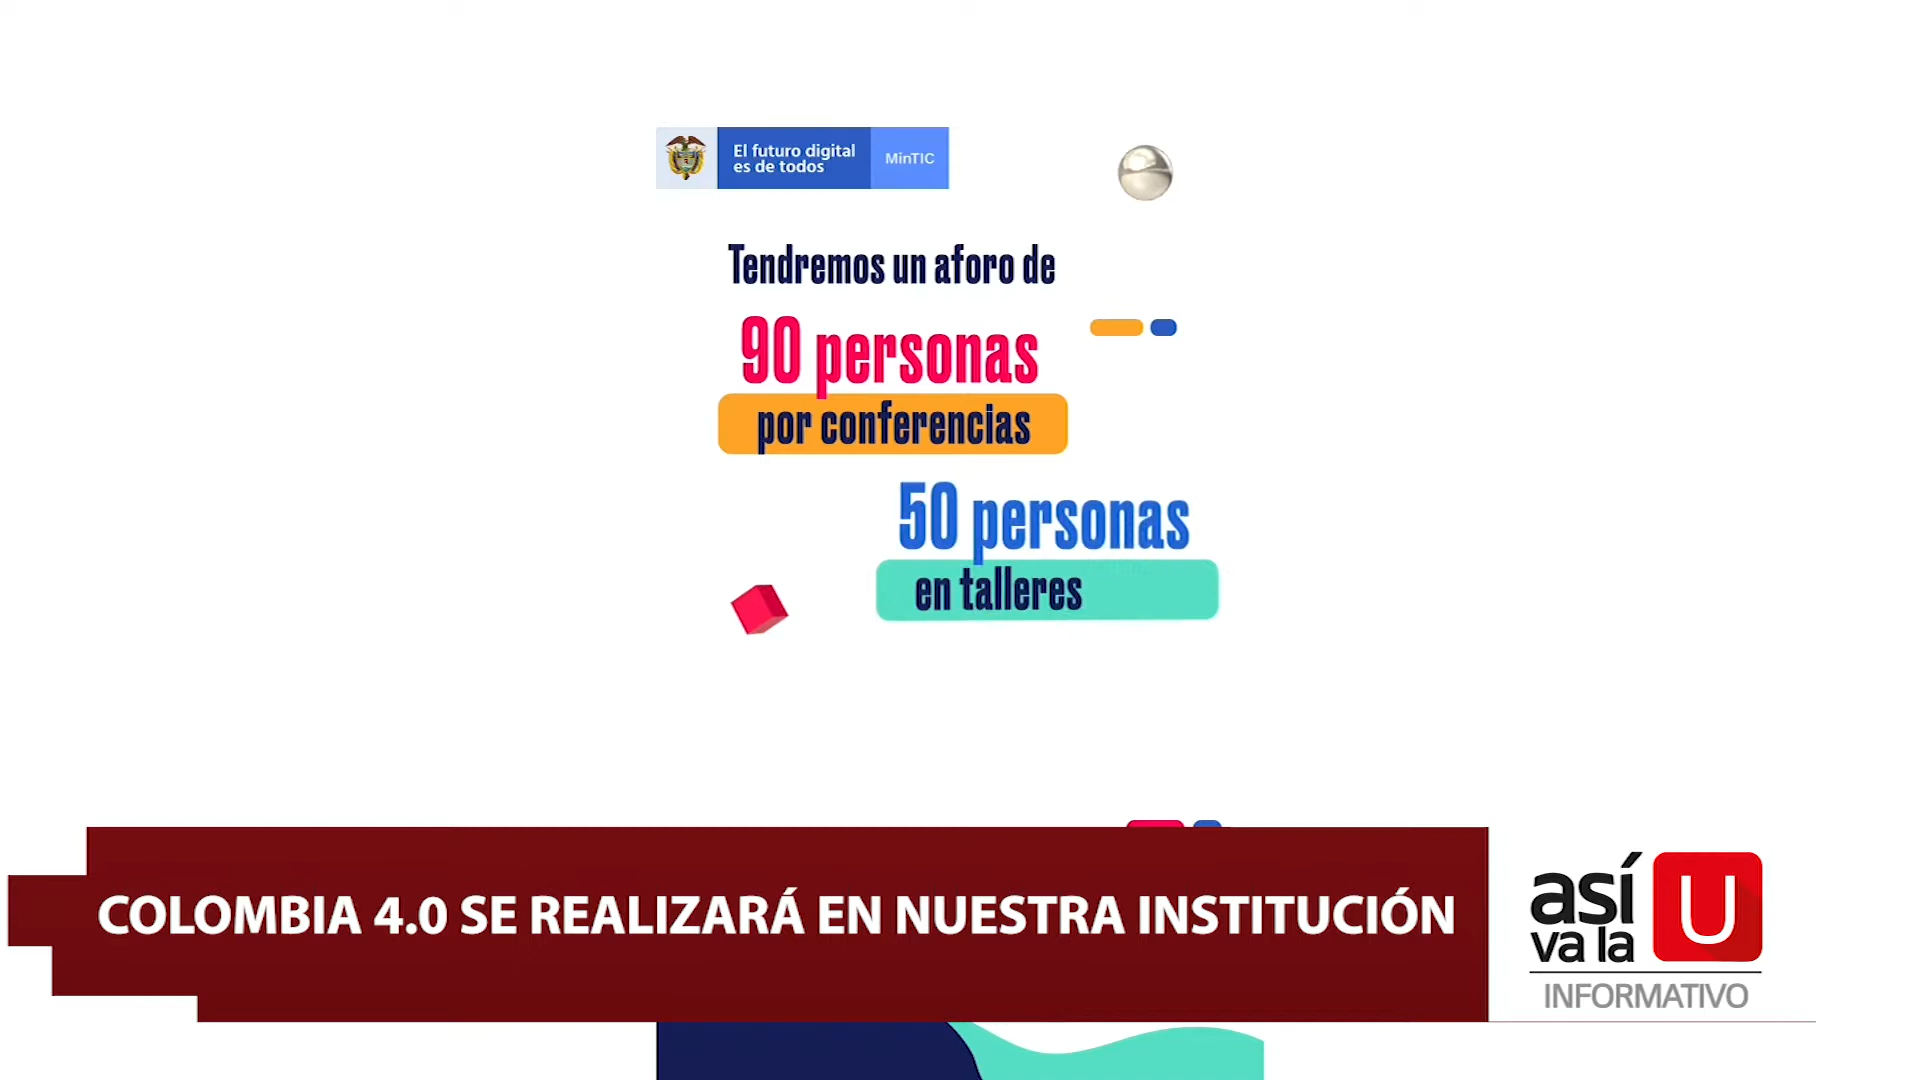 El futuro digital
es de todos
MinTIC
Tendremos un aforo de
90 personas
por conferencias
50 personas
en talleres
COLOMBIA 4.0 SE REALIZARÁ EN NUESTRA INSTITUCIÓN
así
va la
U
INFORMATIVO